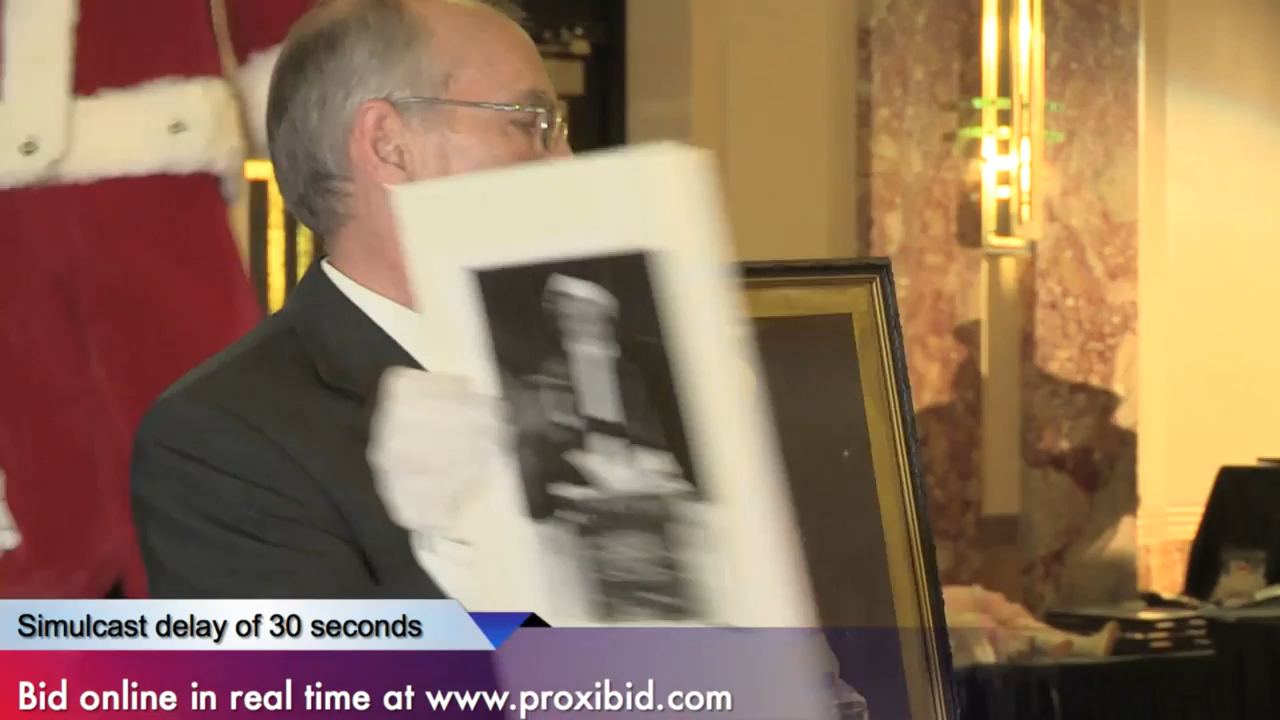 Simulcast delay of 30 seconds
Bid online in real time at www.proxibid.com